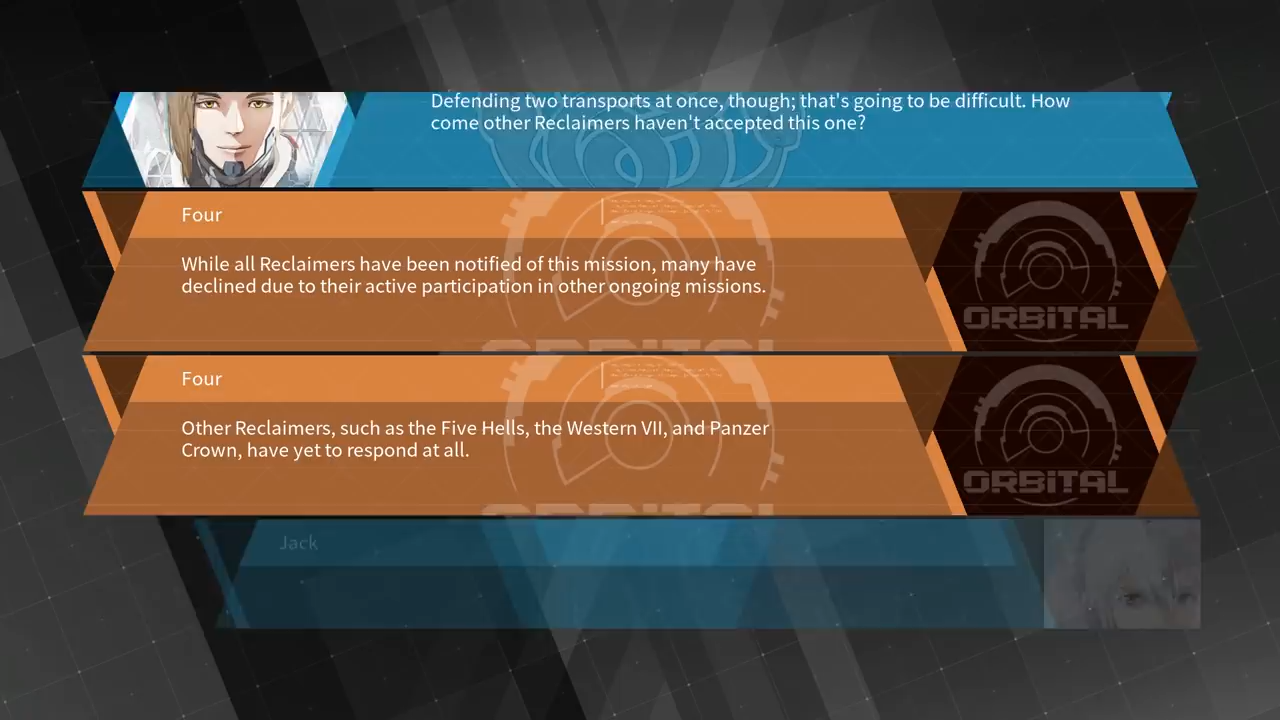 Defending two transports at once, though; that's going to be difficult. How
come other Reclaimers haven't accepted this one?
Four
While all Reclaimers have been notified of this mission, many have
declined due to their active participation in other ongoing missions.
ORBITAL
Four
Other Reclaimers, such as the Five Hells, the Western VII, and Panzer
Crown, have yet to respond at all.
ORBITAL
Jack